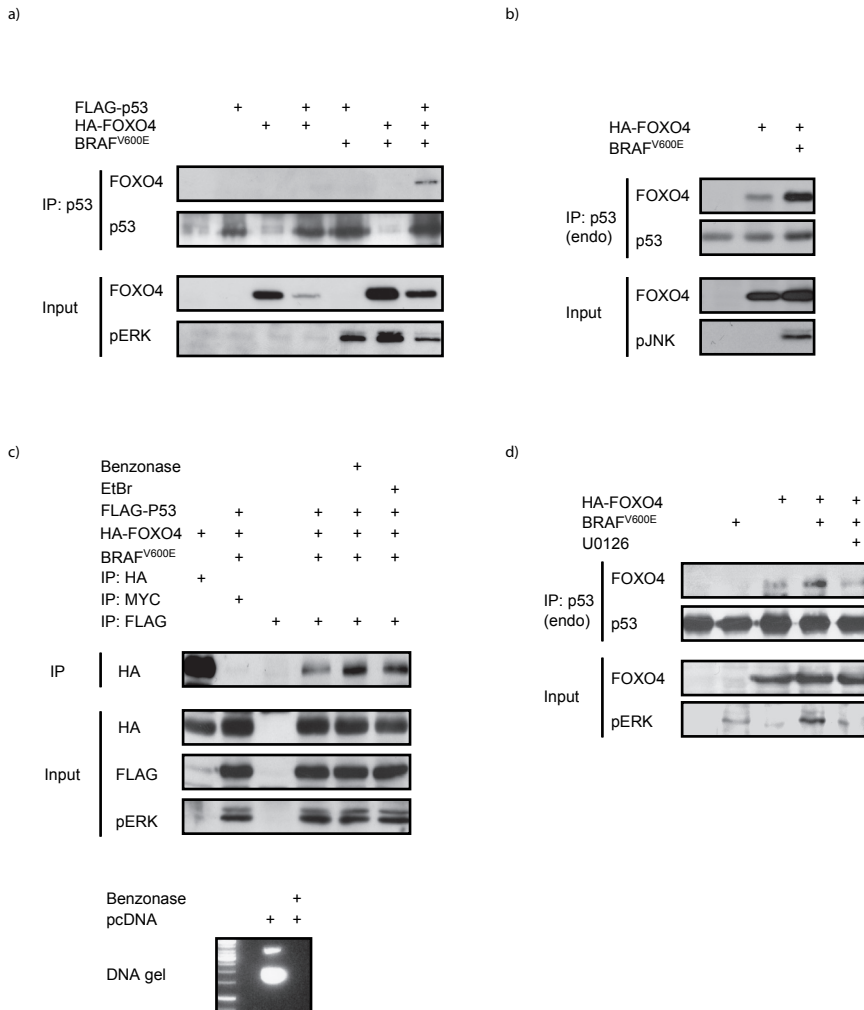 a)
FLAG-p53 + + + +
HA-FOXO4 + + + +
BRAFV600E + + +
IP: p53
FOXO4
p53
Input
FOXO4
pERK
b)
HA-FOXO4 + +
BRAFV600E +
IP: p53
(endo)
FOXO4
p53
Input
FOXO4
pJNK
c)
Benzonase +
EtBr +
FLAG-P53 + + + +
HA-FOXO4 + + + + +
BRAFV600E + + + +
IP: HA +
IP: MYC +
IP: FLAG + + + +
IP
HA
Input
HA
FLAG
pERK
Benzonase +
pcDNA + +
DNA gel
d)
HA-FOXO4 + + +
BRAFV600E + + +
U0126 +
IP: p53
(endo)
FOXO4
p53
Input
FOXO4
pERK